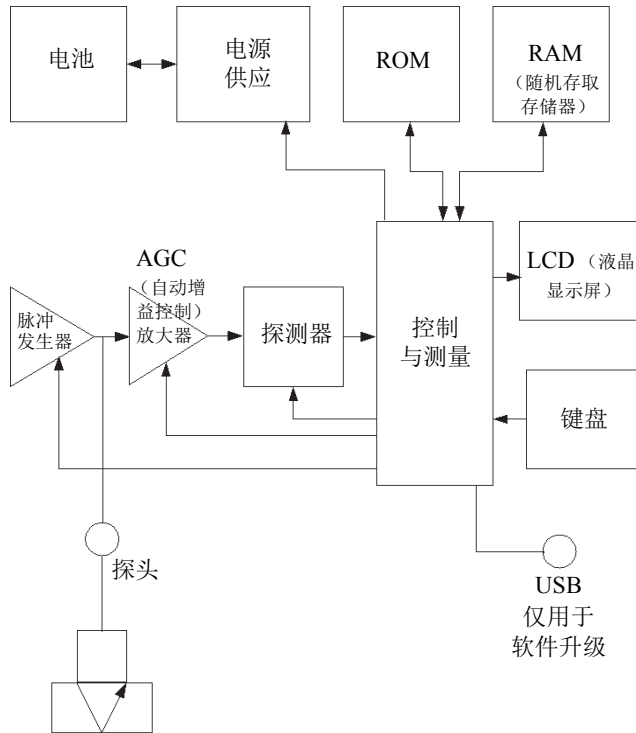 电池
电源
供应
ROM
RAM
（随机存取
存储器）
AGC
（自动增
益控制）
放大器
脉冲
发生器
探测器
控制
与测量
LCD（液晶
显示屏）
键盘
探头
USB
仅用于
软件升级